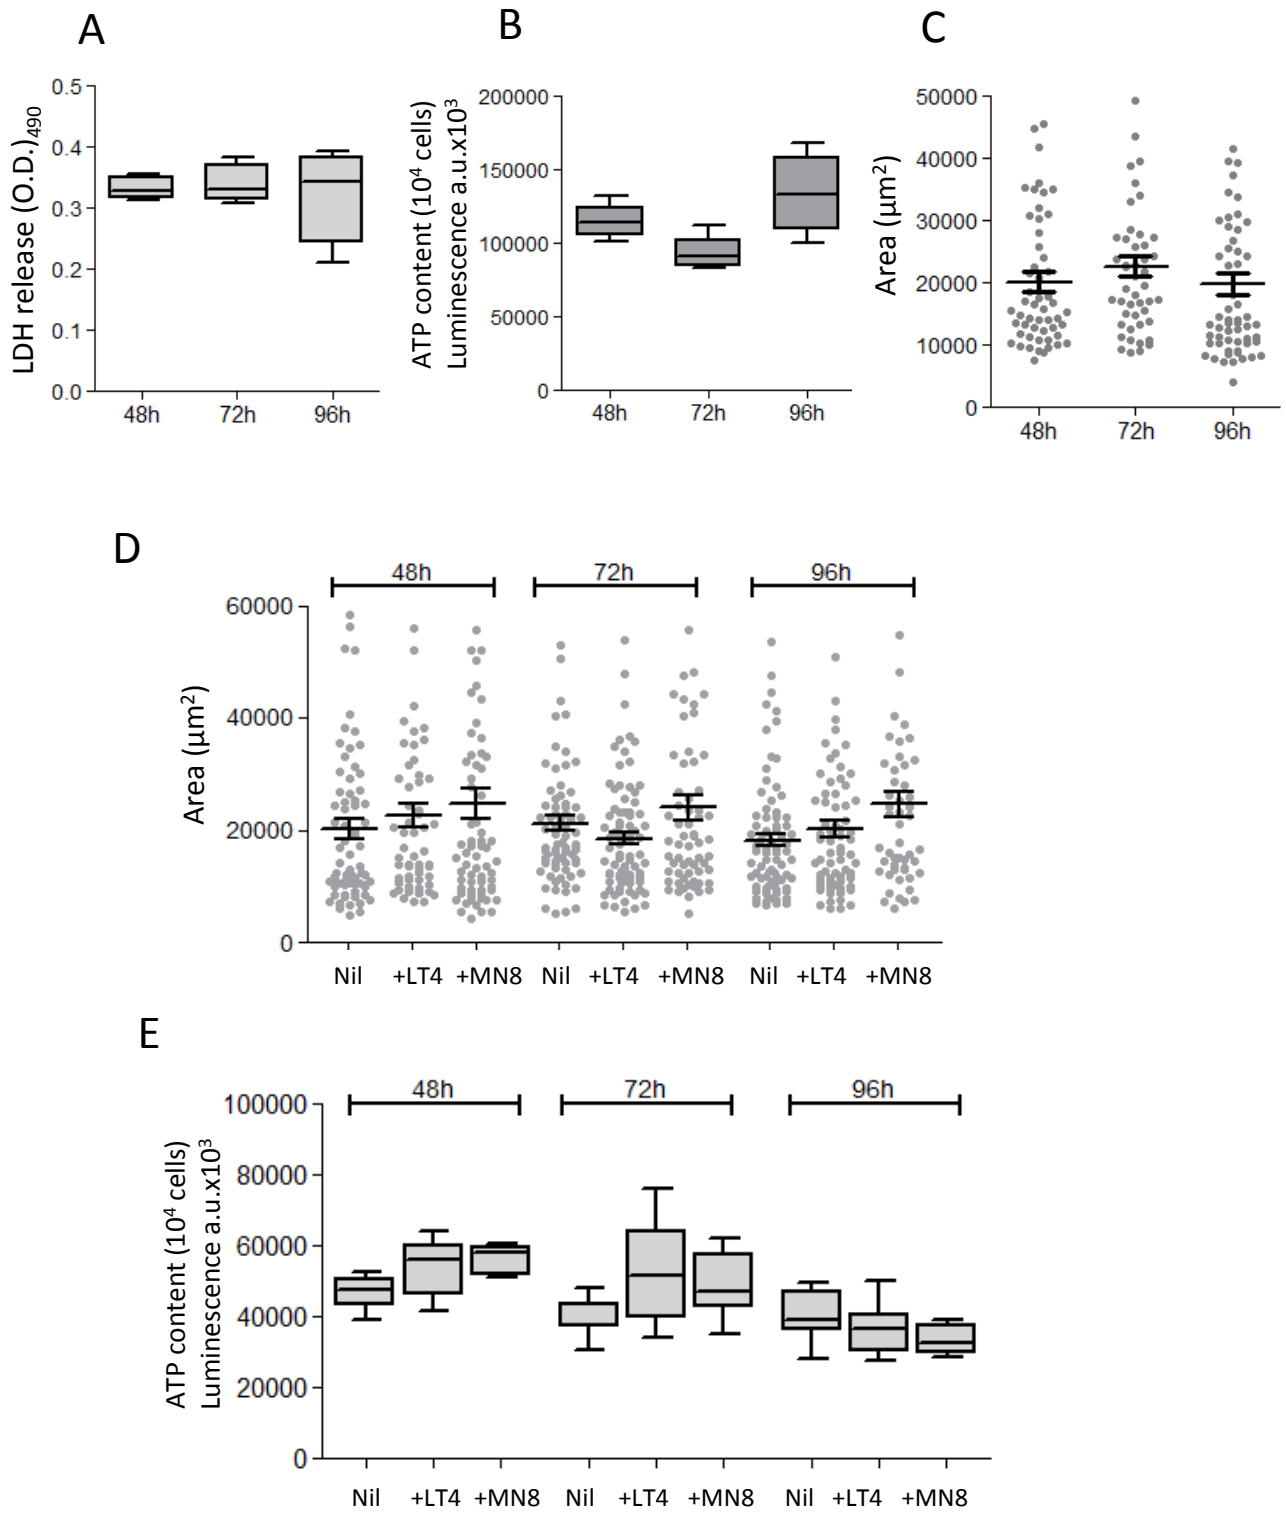 A
LDH release (O.D.)490
0.5
0.4
0.3
0.2
0.1
0.0
48h 72h 96h
B
ATP content (10⁴ cells)
Luminescence a.u.x10³
200000
150000
100000
50000
0
48h 72h 96h
C
Area (µm²)
50000
40000
30000
20000
10000
0
48h 72h 96h
D
48h 72h 96h
Area (µm²)
60000
40000
20000
0
Nil +LT4 +MN8 Nil +LT4 +MN8 Nil +LT4 +MN8
E
48h 72h 96h
ATP content (10⁴ cells)
Luminescence a.u.x10³
100000
80000
60000
40000
20000
0
Nil +LT4 +MN8 Nil +LT4 +MN8 Nil +LT4 +MN8